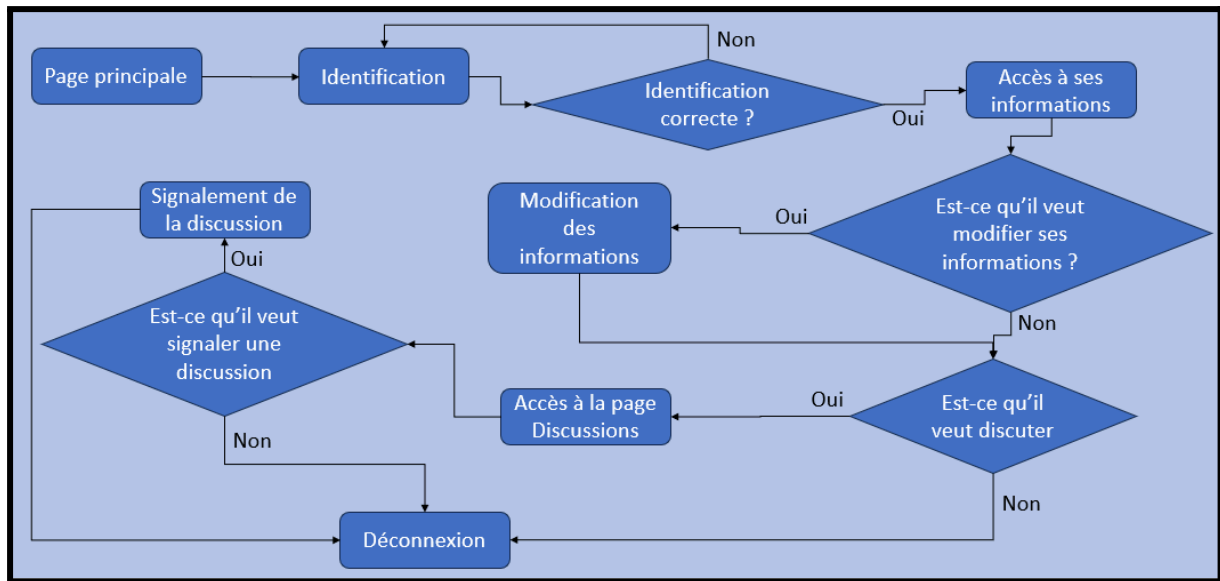 Page principale
Identification
Non
Identification
correcte ?
Oui
Accès à ses
informations
Est-ce qu’il veut
modifier ses
informations ?
Oui
Modification
des
informations
Non
Est-ce qu’il
veut discuter
Oui
Accès à la page
Discussions
Est-ce qu’il veut
signaler une
discussion
Oui
Signalement de
la discussion
Non
Non
Déconnexion